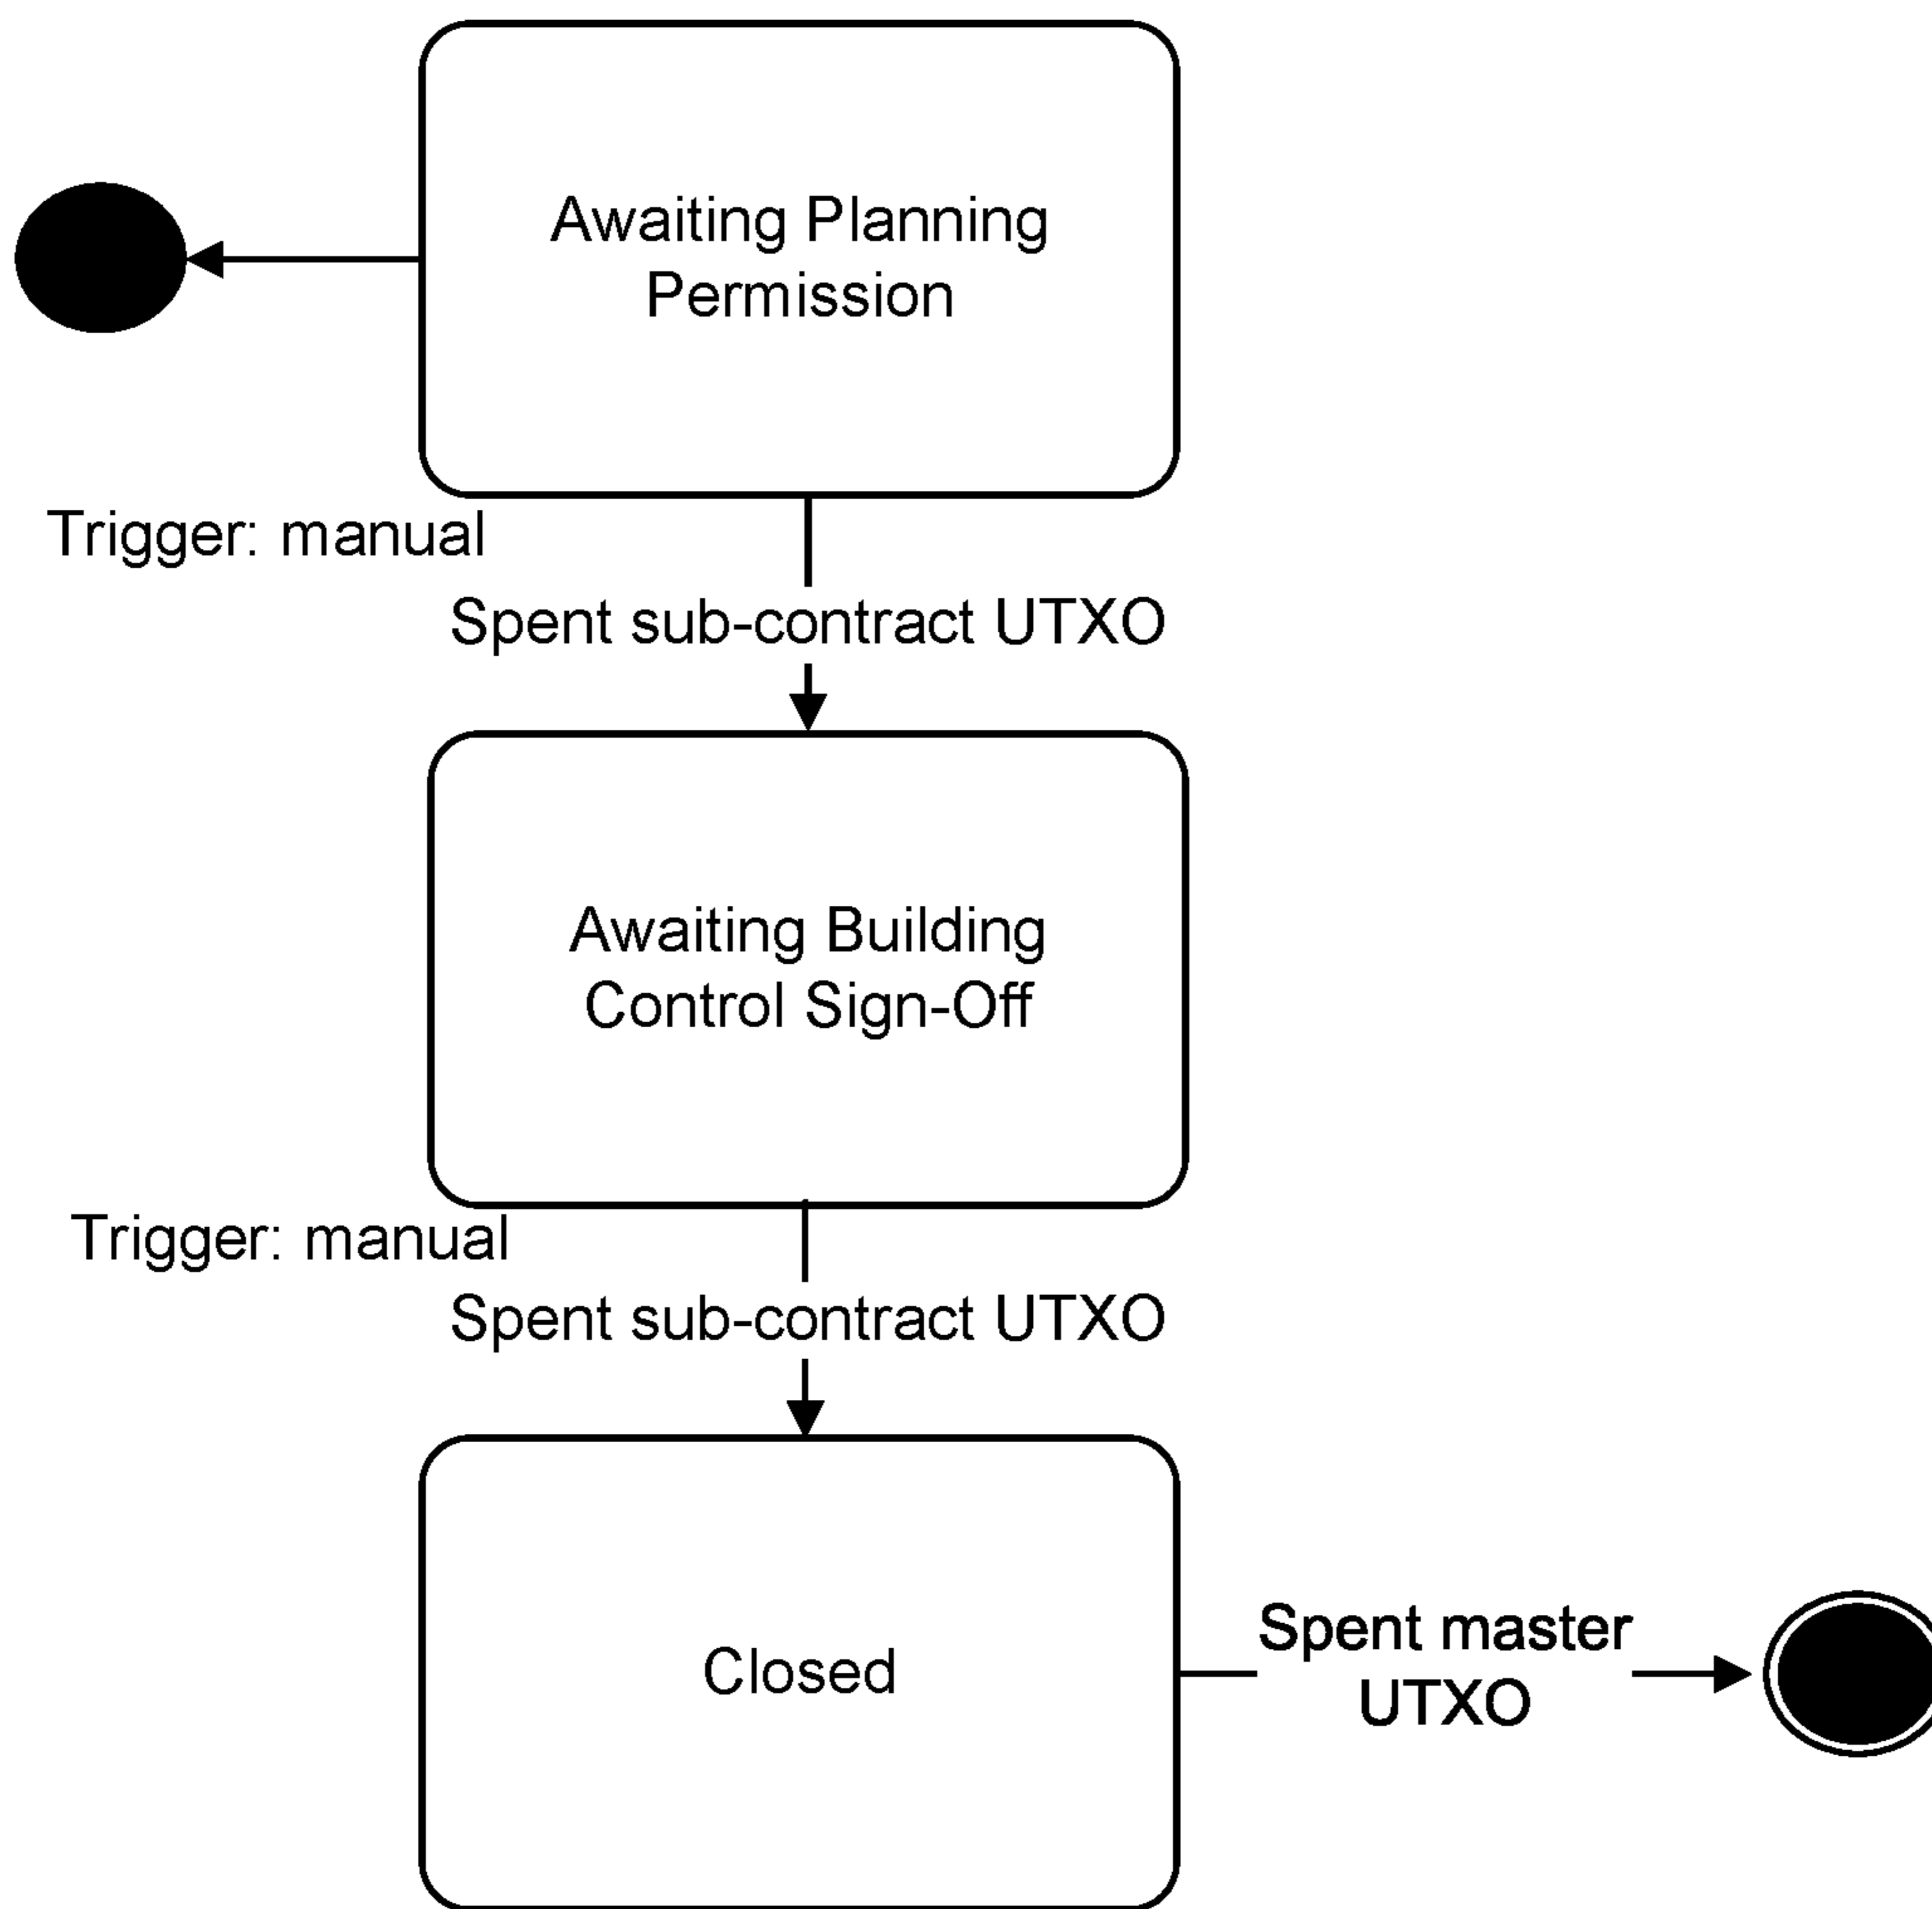 Awaiting Planning
Permission
Trigger: manual
Spent sub-contract UTXO
Awaiting Building
Control Sign-Off
Trigger: manual
Spent sub-contract UTXO
Closed
Spent master
UTXO